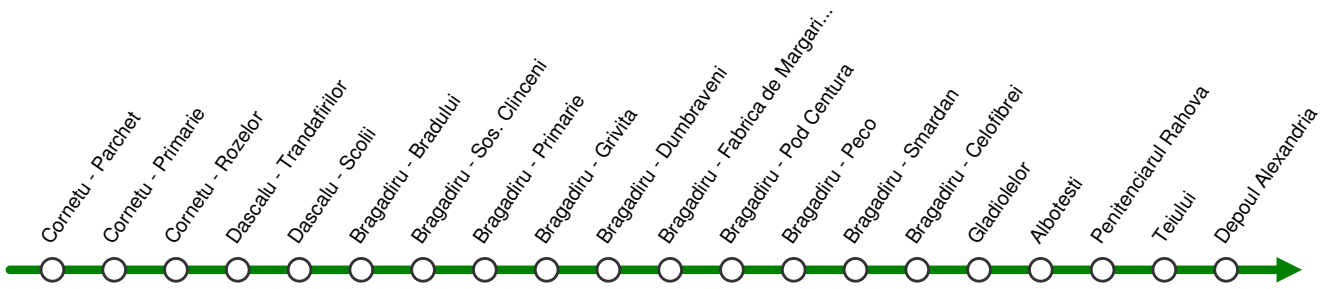 Cornetu - Parchet
Cornetu - Primarie
Cornetu - Rozelor
Dascalu - Trandafirilor
Dascalu - Scolii
Bragadiru - Bradului
Bragadiru - Sos. Clinceni
Bragadiru - Primarie
Bragadiru - Grivita
Bragadiru - Dumbraveni
Bragadiru - Fabrica de Margari...
Bragadiru - Pod Centura
Bragadiru - Peco
Bragadiru - Smardan
Bragadiru - Celofibrei
Gladiolelor
Albotesti
Penitenciarul Rahova
Teiului
Depoul Alexandria